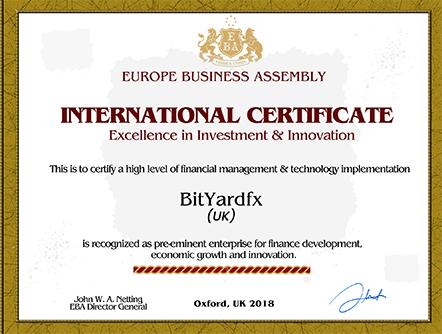 EBA
EUROPE BUSINESS ASSEMBLY
INTERNATIONAL CERTIFICATE
Excellence in Investment & Innovation
This is to certify a high level of financial management & technology implementation
BitYardfx
(UK)
is recognized as pre-eminent enterprise for finance development,
economic growth and innovation.
John W. A. Netting
EBA Director General
Oxford, UK 2018